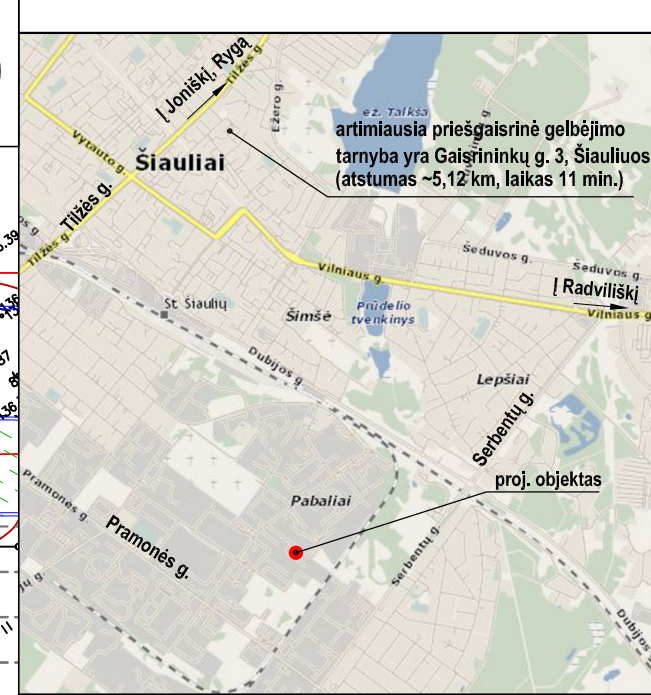 Į Joniškį, Rygą
Tilžės g.
Ežero g.
ež. Talkša
artimiausia priešgaisrinė gelbėjimo
tarnyba yra Gaisrininkų g. 3, Šiauliuos
(atstumas ~5,12 km, laikas 11 min.)
Vytauto g.
Šiauliai
Tilžės g.
Tilžės g.
Šeduvos g.
Šeduvos g.
Vilniaus g.
Į Radviliškį
Vilniaus g.
St. Šiaulių
Šimšė
Prūdelio
tvenkinys
Dubijos g.
Lepšiai
Serbentų g.
proj. objektas
Pabaliai
Pramonės g.
Pramonės g.
Serbentų g.
Dubijos g.